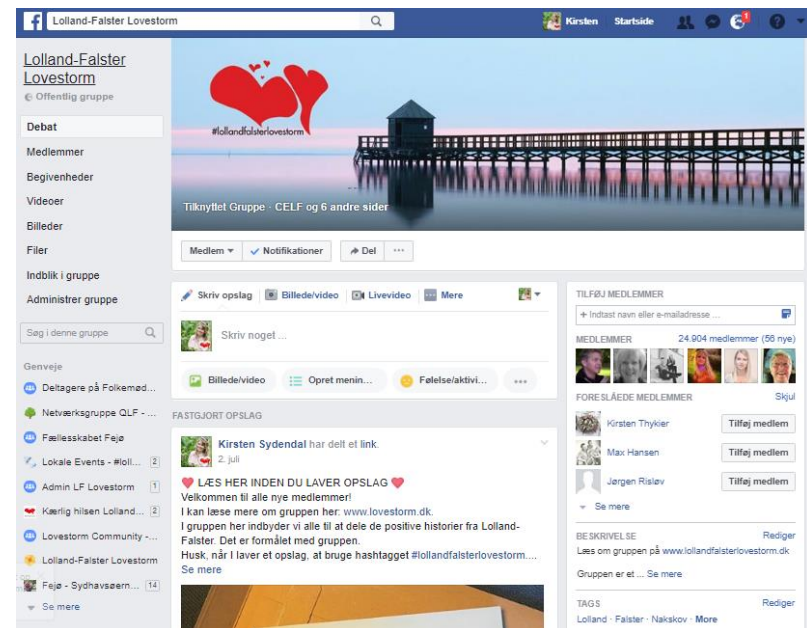 Lolland-Falster Lovestorm
Kirsten
Startside
1
Lolland-Falster
Lovestorm
Offentlig gruppe
Debat
Medlemmer
Begivenheder
Videoer
Billeder
Filer
Indblik i gruppe
Administrer gruppe
Søg i denne gruppe
Genveje
Deltagere på Folkemød...
Netværksgruppe QLF - ...
Fællesskabet Fejø
Lokale Events - #loll... 2
Admin LF Lovestorm 1
Kærlig hilsen Lolland... 2
Lovestorm Community -...
Lolland-Falster Lovestorm
Fejø - Sydhavsøern... 14
Se mere
#lollandfalsterlovestorm
Tilknyttet Gruppe · CELF og 6 andre sider
Medlem
Notifikationer
Del
Skriv opslag
Billede/video
Livevideo
Mere
Skriv noget ...
Billede/video
Opret menin...
Følelse/aktivi...
FASTGJORT OPSLAG
Kirsten Sydendal har delt et link.
2. juli
LÆS HER INDEN DU LAVER OPSLAG
Velkommen til alle nye medlemmer!
I kan læse mere om gruppen her: www.lovestorm.dk.
I gruppen her indbyder vi alle til at dele de positive historier fra Lolland-
Falster. Det er formålet med gruppen.
Husk, når I laver et opslag, at bruge hashtagget #lollandfalsterlovestorm....
Se mere
TILFØJ MEDLEMMER
+ Indtast navn eller e-mailadresse ...
MEDLEMMER 24.904 medlemmer (56 nye)
FORESLÅEDE MEDLEMMER Skjul
Kirsten Thykier Tilføj medlem
Max Hansen Tilføj medlem
Jørgen Risløv Tilføj medlem
Se mere
BESKRIVELSE Rediger
Læs om gruppen på www.lollandfalsterlovestorm.dk
Gruppen er et ... Se mere
TAGS Rediger
Lolland · Falster · Nakskov · More